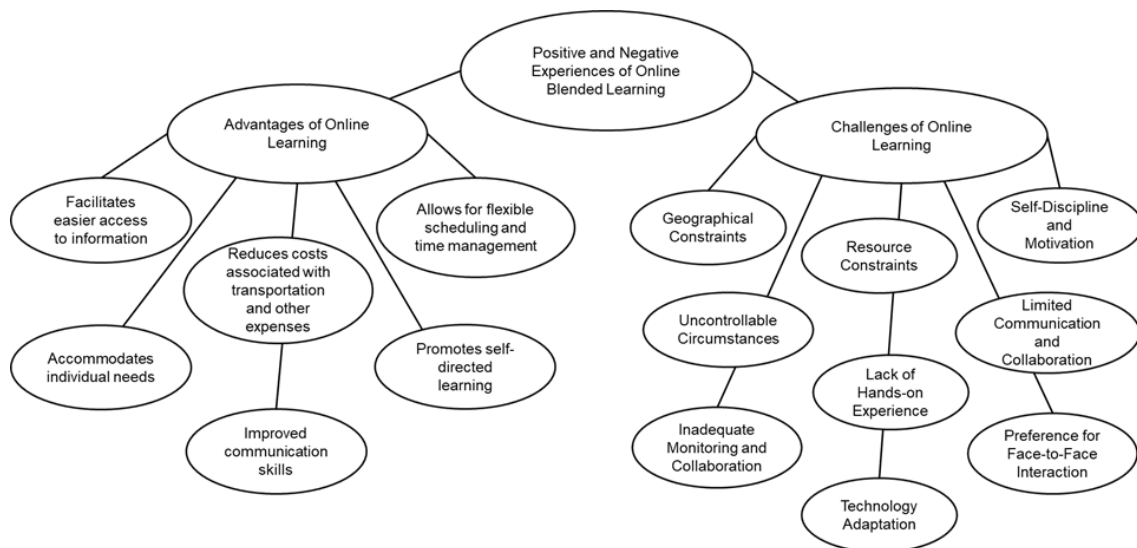 Positive and Negative
Experiences of Online
Blended Learning
Advantages of Online
Learning
Challenges of Online
Learning
Facilitates
easier access
to information
Allows for flexible
scheduling and
time management
Reduces costs
associated with
transportation
and other
expenses
Accommodates
individual needs
Promotes self-
directed
learning
Improved
communication
skills
Geographical
Constraints
Resource
Constraints
Self-Discipline
and
Motivation
Uncontrollable
Circumstances
Limited
Communication
and
Collaboration
Lack of
Hands-on
Experience
Inadequate
Monitoring and
Collaboration
Preference for
Face-to-Face
Interaction
Technology
Adaptation